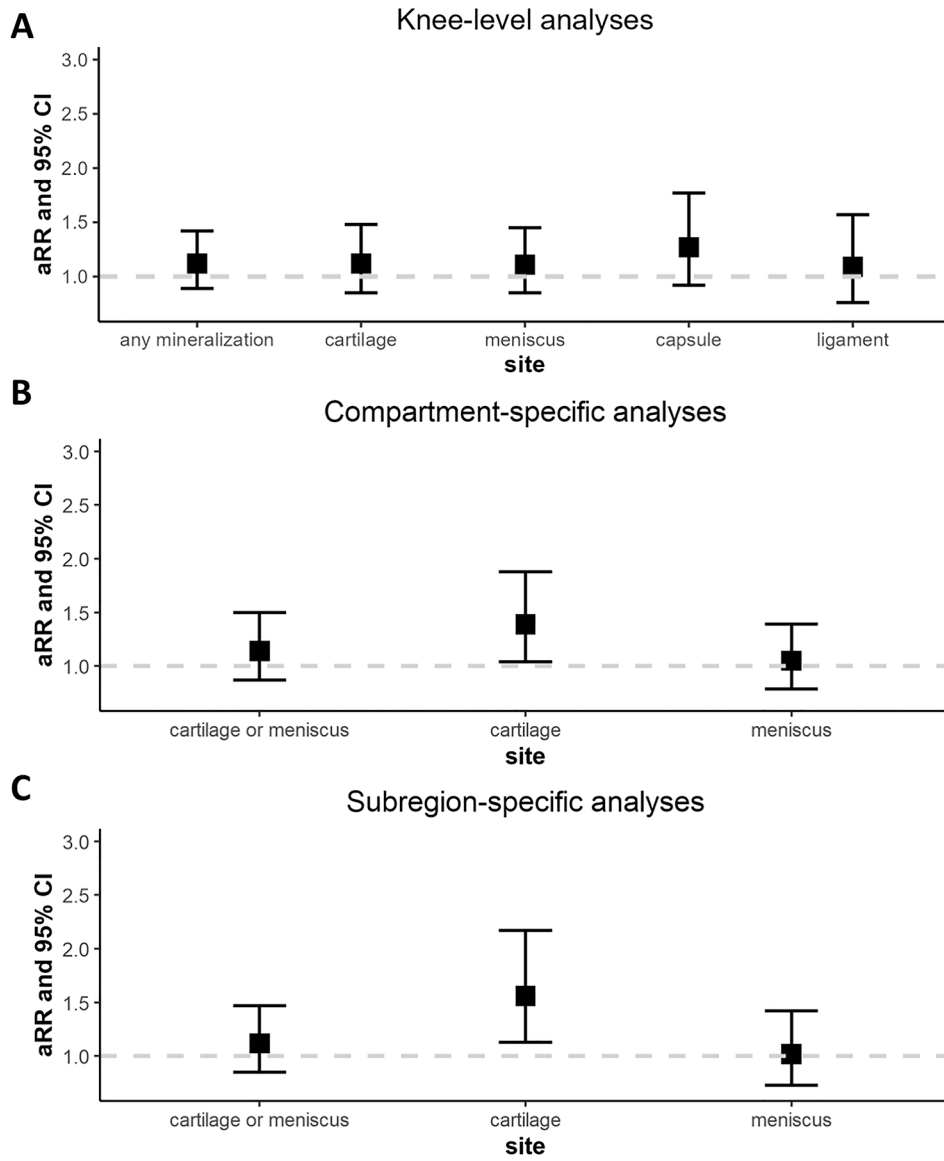 A
Knee-level analyses
aRR and 95% CI
3.0
2.5
2.0
1.5
1.0
any mineralization cartilage meniscus capsule ligament
site
B
Compartment-specific analyses
aRR and 95% CI
3.0
2.5
2.0
1.5
1.0
cartilage or meniscus cartilage meniscus
site
C
Subregion-specific analyses
aRR and 95% CI
3.0
2.5
2.0
1.5
1.0
cartilage or meniscus cartilage meniscus
site